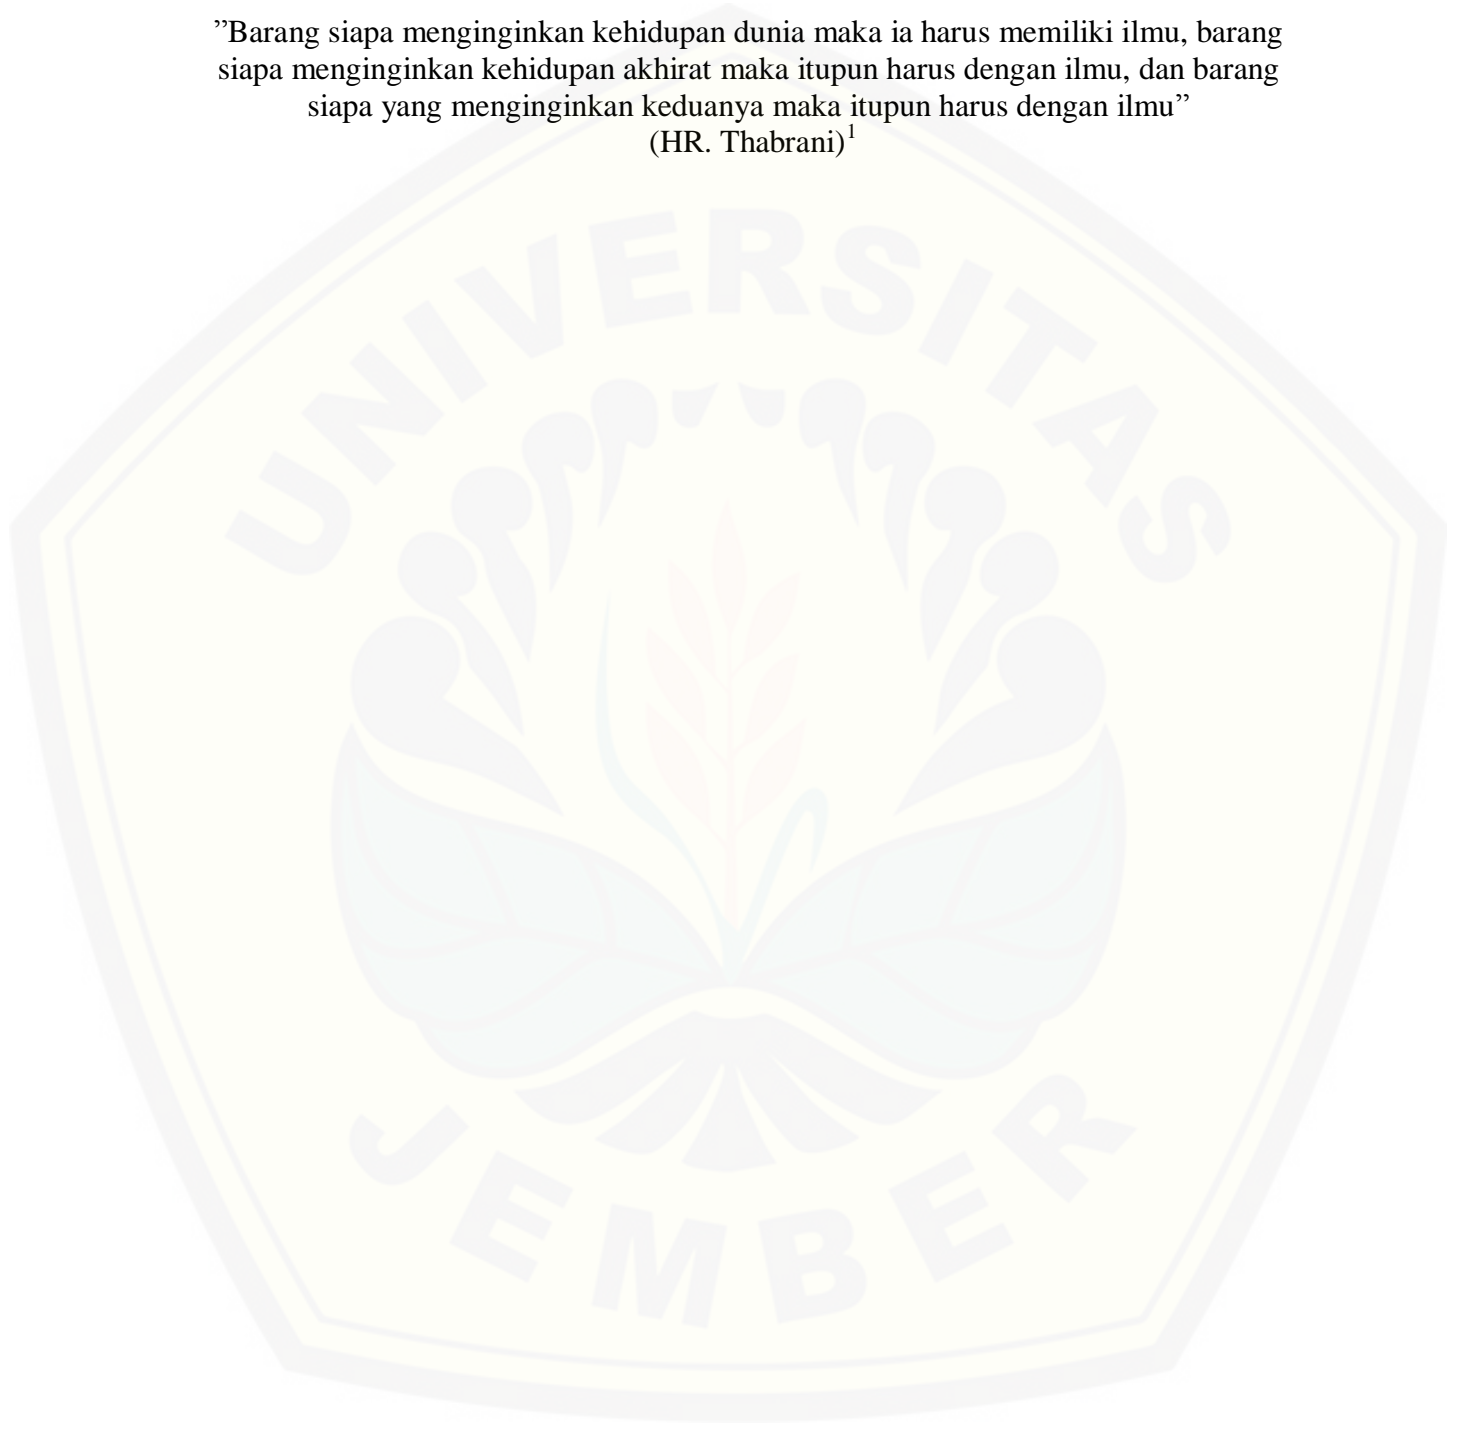 ”Barang siapa menginginkan kehidupan dunia maka ia harus memiliki ilmu, barang
siapa menginginkan kehidupan akhirat maka itupun harus dengan ilmu, dan barang
siapa yang menginginkan keduanya maka itupun harus dengan ilmu”
(HR. Thabrani)1
UNIVERSITAS
JEMBER